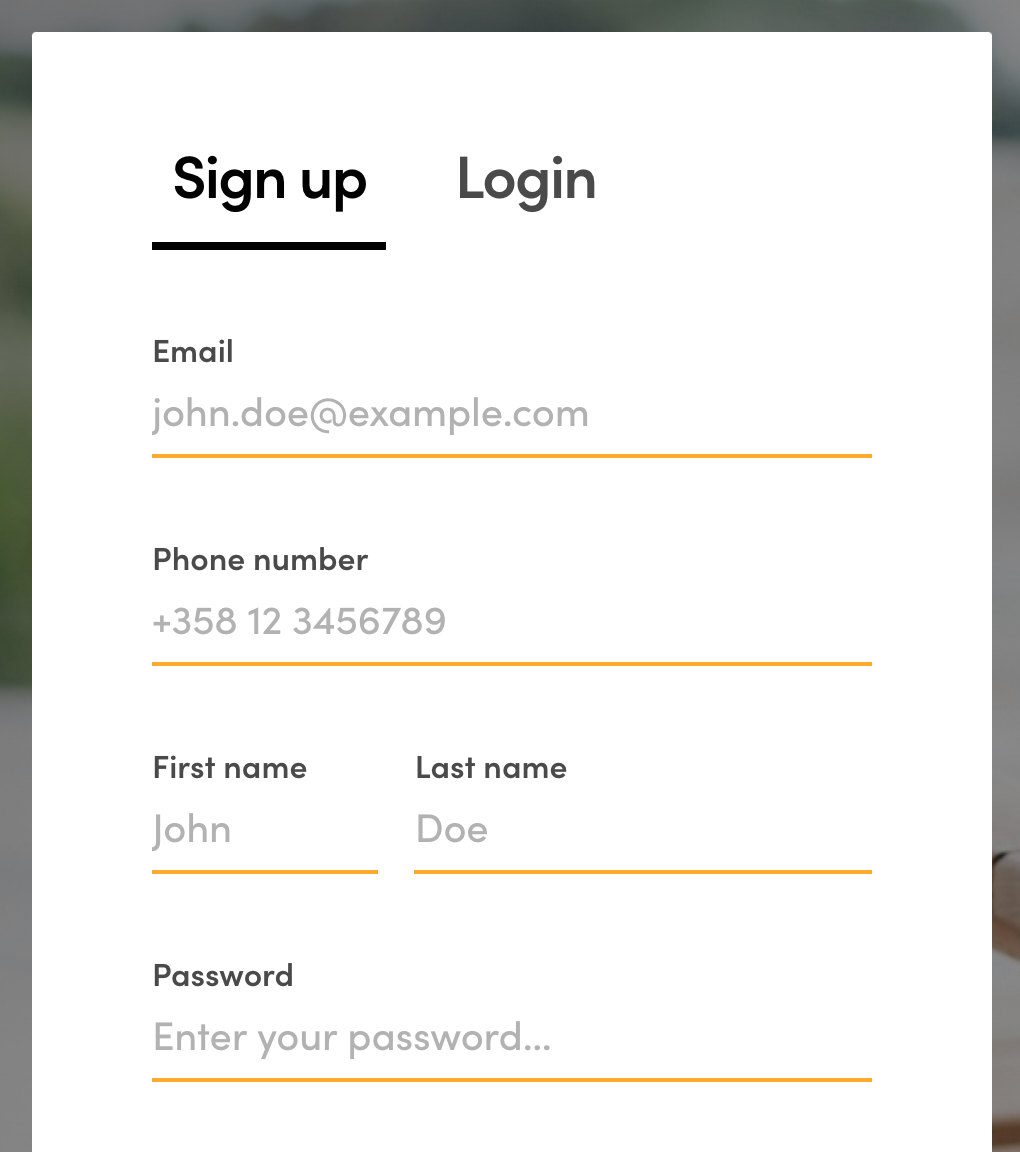 Sign up Login
Email
john.doe@example.com
Phone number
+358 12 3456789
First name Last name
John Doe
Password
Enter your password...